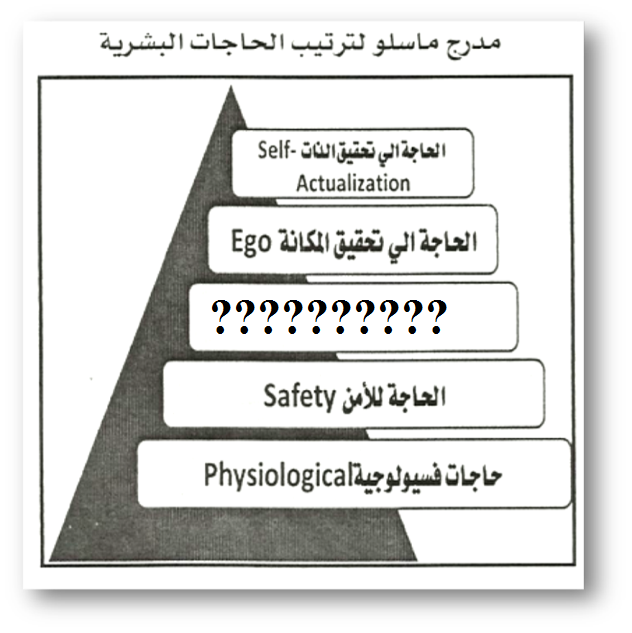 مدرج ماسلو لترتيب الحاجات البشرية
الحاجة الي تحقيق الذات Self-
Actualization
الحاجة الي تحقيق المكانة Ego
??????????
الحاجة للأمن Safety
حاجات فسيولوجيةPhysiological